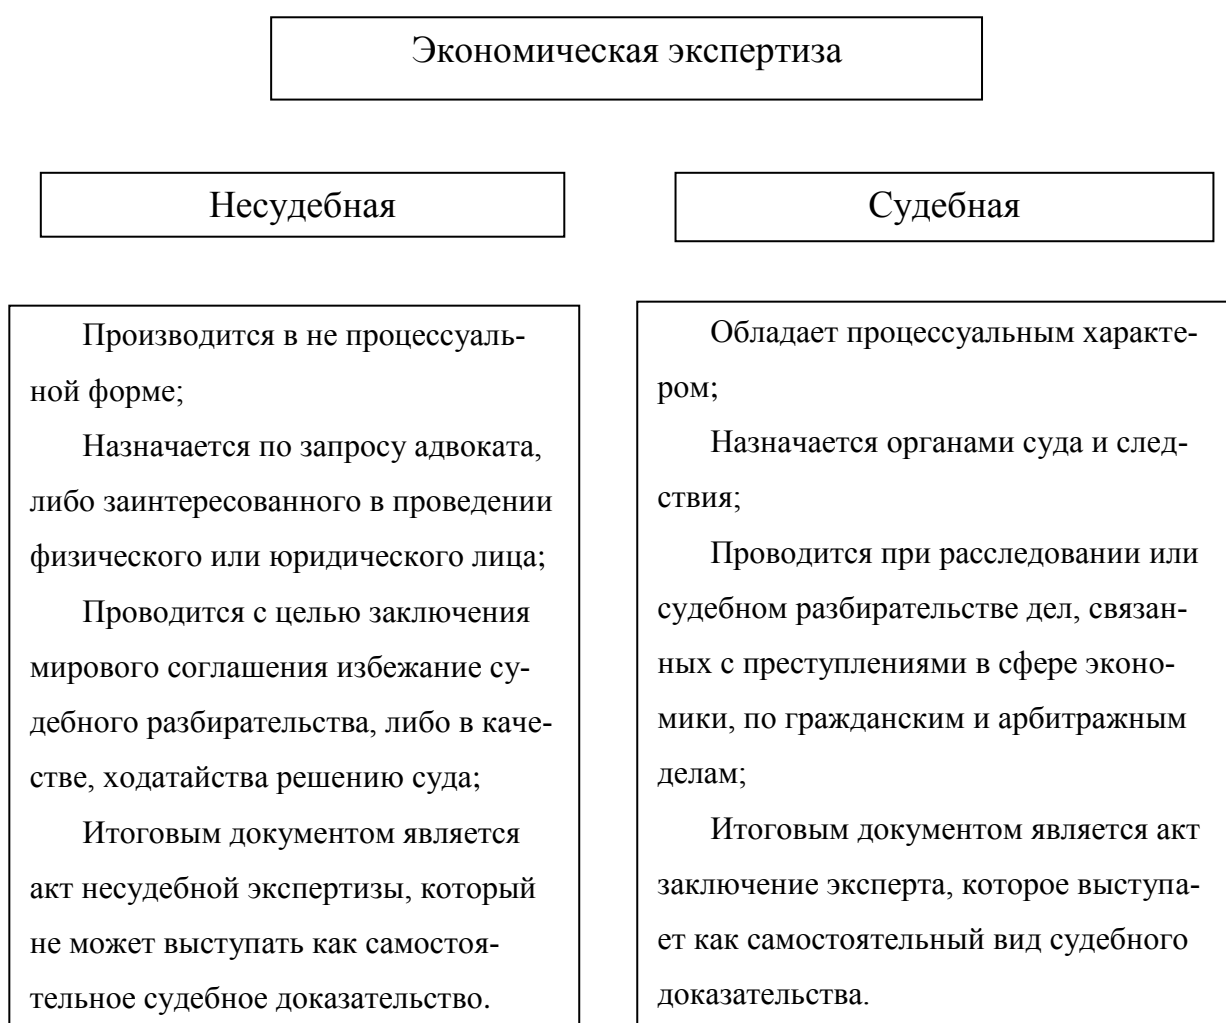 Экономическая экспертиза
Несудебная
Судебная
Производится в не процессуаль-
ной форме;
Назначается по запросу адвоката,
либо заинтересованного в проведении
физического или юридического лица;
Проводится с целью заключения
мирового соглашения избежание су-
дебного разбирательства, либо в каче-
стве, ходатайства решению суда;
Итоговым документом является
акт несудебной экспертизы, который
не может выступать как самостоя-
тельное судебное доказательство.
Обладает процессуальным характе-
ром;
Назначается органами суда и след-
ствия;
Проводится при расследовании или
судебном разбирательстве дел, связан-
ных с преступлениями в сфере эконо-
мики, по гражданским и арбитражным
делам;
Итоговым документом является акт
заключение эксперта, которое выступа-
ет как самостоятельный вид судебного
доказательства.